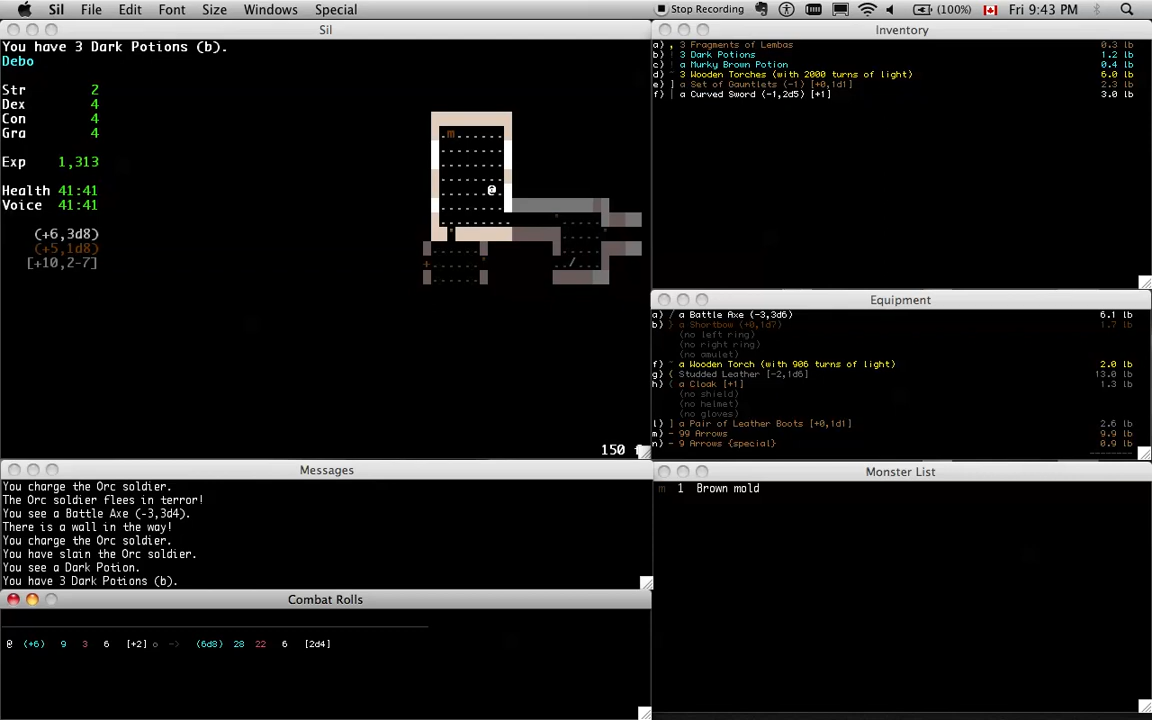 Sil File Edit Font Size Windows Special Stop Recording (100%) Fri 9:43 PM
Sil
You have 3 Dark Potions (b).
Debo
Str 2
Dex 4
Con 4
Gra 4
Exp 1,313
Health 41:41
Voice 41:41
(+6,3d8)
(+5,1d8)
[+10,2-7]
150 f
Inventory
a) , 3 Fragments of Lembas 0.3 lb
b) ! 3 Dark Potions 1.2 lb
c) ! a Murky Brown Potion 0.4 lb
d) ~ 3 Wooden Torches (with 2000 turns of light) 6.0 lb
e) ] a Set of Gauntlets (-1) [+0,1d1] 2.3 lb
f) | a Curved Sword (-1,2d5) [+1] 3.0 lb
Equipment
a) / a Battle Axe (-3,3d6) 6.1 lb
b) } a Shortbow (+0,1d7) 1.7 lb
(no left ring)
(no right ring)
(no amulet)
f) ~ a Wooden Torch (with 906 turns of light) 2.0 lb
g) ( Studded Leather [-2,1d6] 13.0 lb
h) ( a Cloak [+1] 1.3 lb
(no shield)
(no helmet)
(no gloves)
l) ] a Pair of Leather Boots [+0,1d1] 2.6 lb
m) - 99 Arrows 9.9 lb
n) - 9 Arrows {special} 0.9 lb
Messages
You charge the Orc soldier.
The Orc soldier flees in terror!
You see a Battle Axe (-3,3d4).
There is a wall in the way!
You charge the Orc soldier.
You have slain the Orc soldier.
You see a Dark Potion.
You have 3 Dark Potions (b).
Monster List
m 1 Brown mold
Combat Rolls
@ (+6) 9 3 6 [+2] o -> (6d8) 28 22 6 [2d4]